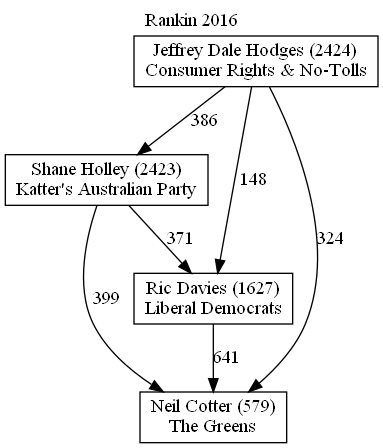 Rankin 2016
Jeffrey Dale Hodges (2424)
Consumer Rights & No-Tolls
386
Shane Holley (2423)
Katter's Australian Party
148
371
324
Ric Davies (1627)
Liberal Democrats
399
641
Neil Cotter (579)
The Greens